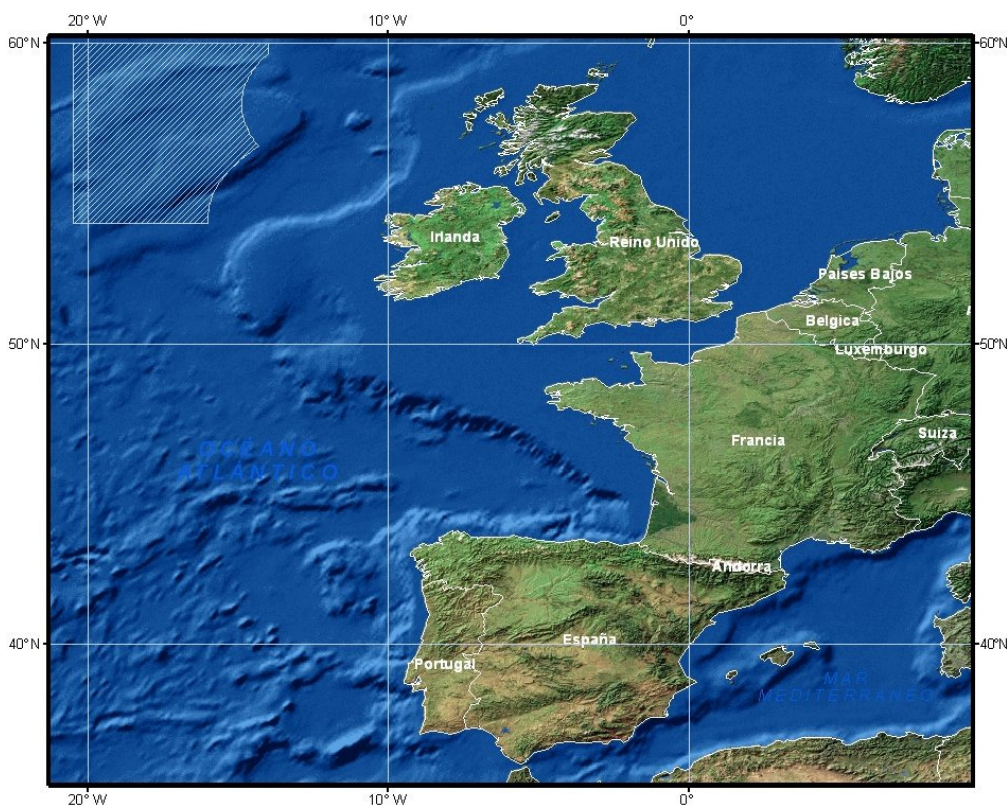 20° W 10° W 0°
60°N 60°N
Irlanda
Reino Unido
Paises Bajos
Belgica
50°N 50°N
Luxemburgo
Suiza
Francia
OCEANO
ATLÁNTICO
Andorra
40°N España 40°N
Portugal
MAR
MEDITERRANEO
20° W 10° W 0°